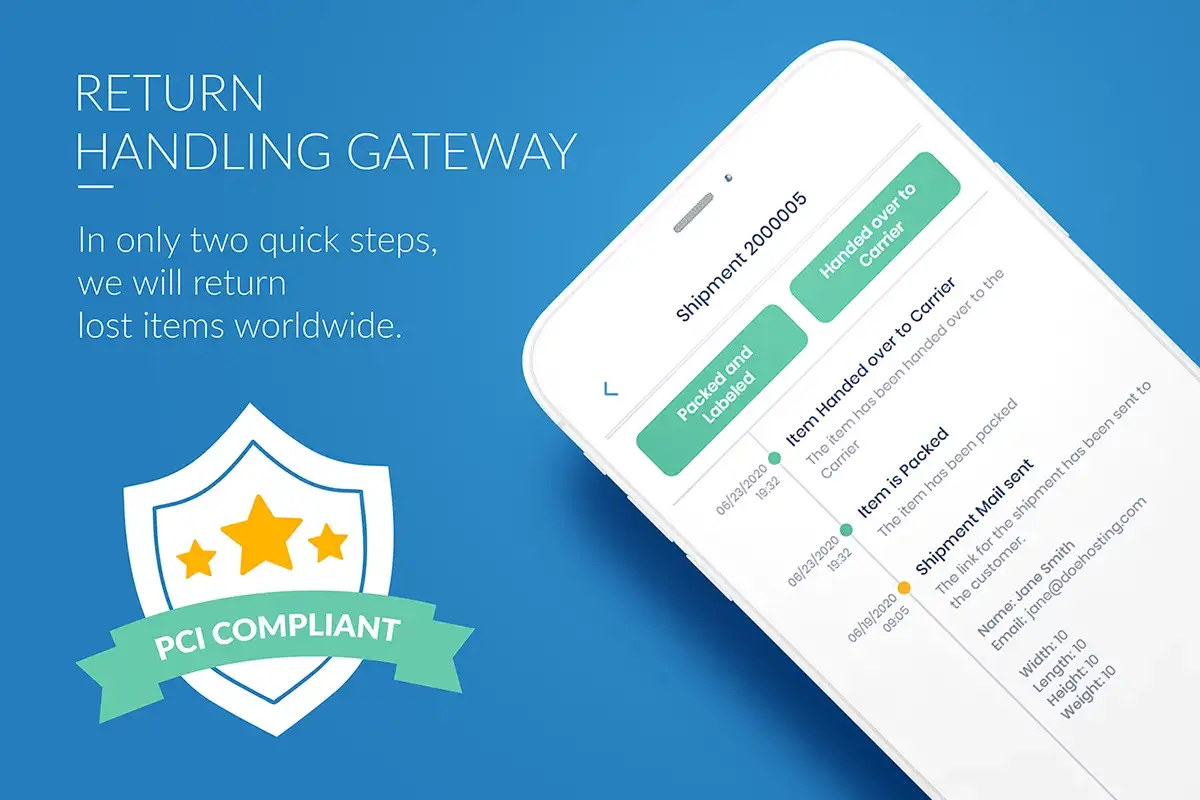 RETURN
HANDLING GATEWAY
In only two quick steps,
we will return
lost items worldwide.
PCI COMPLIANT
Shipment 2000005
Packed and
Labeled
Handed over to
Carrier
06/23/2020
19:32
Item Handed over to Carrier
The item has been handed over to the
Carrier
06/23/2020
19:32
Item is Packed
The item has been packed
06/19/2020
09:05
Shipment Mail sent
The link for the shipment has been sent to
the customer.
Name: Jane Smith
Email: jane@doehosting.com
Width: 10
Length: 10
Height: 10
Weight: 10